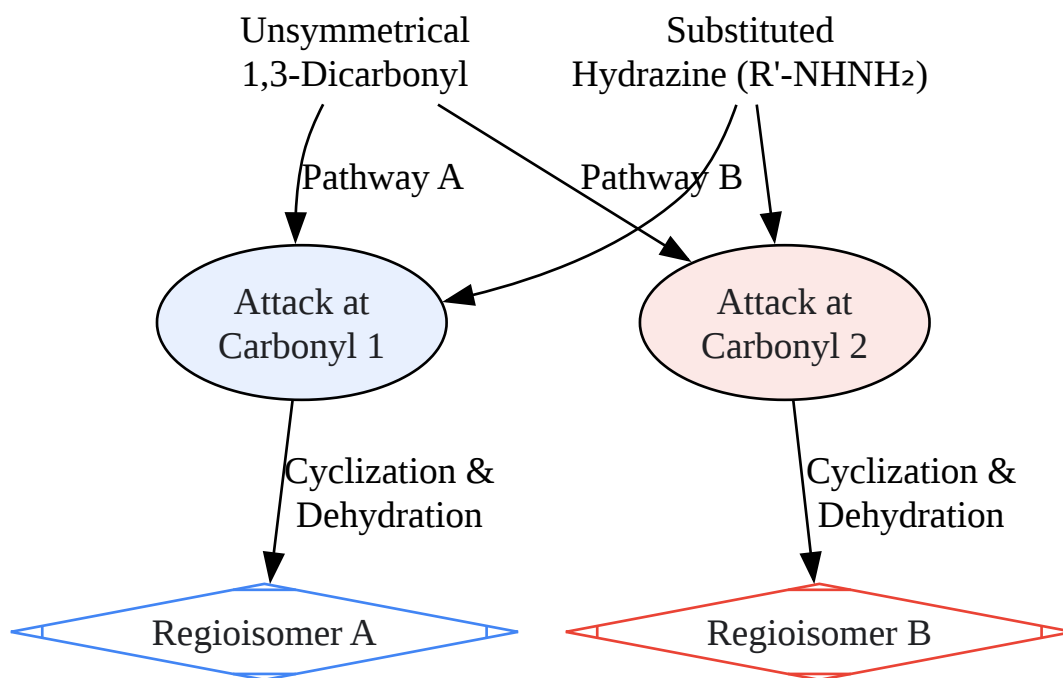 Unsymmetrical
1,3-Dicarbonyl
Substituted
Hydrazine (R'-NHNH₂)
Pathway A
Pathway B
Attack at
Carbonyl 1
Attack at
Carbonyl 2
Cyclization &
Dehydration
Cyclization &
Dehydration
Regioisomer A
Regioisomer B